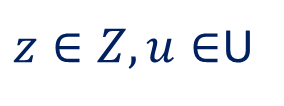 𝑧 ∈ 𝑍, 𝑢 ∈U